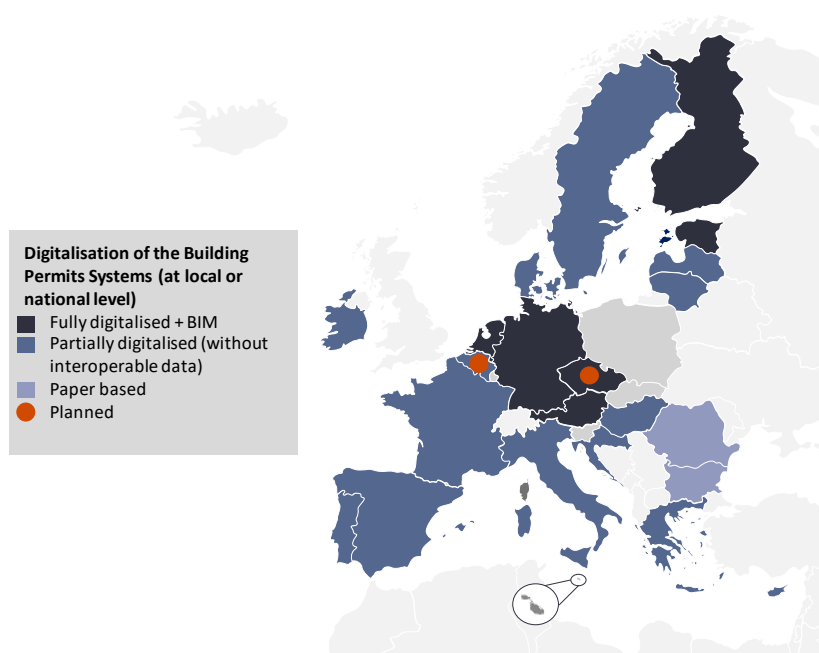 Digitalisation of the Building
Permits Systems (at local or
national level)
Fully digitalised + BIM
Partially digitalised (without
interoperable data)
Paper based
Planned